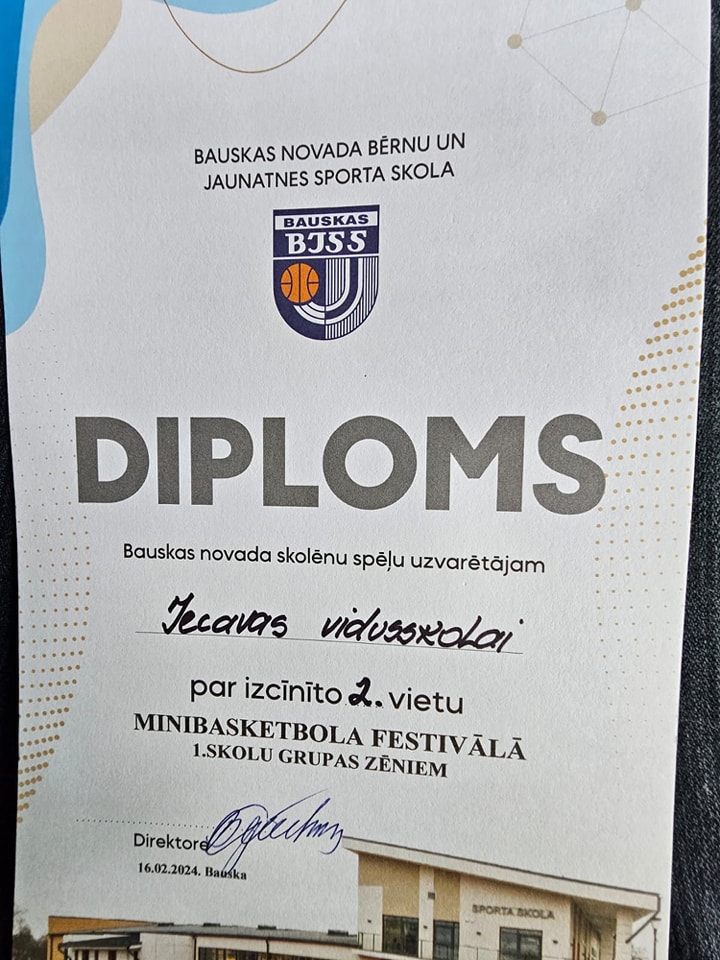 BAUSKAS NOVADA BĒRNU UN
JAUNATNES SPORTA SKOLA
BAUSKAS
BJSS
DIPLOMS
Bauskas novada skolēnu spēļu uzvarētājam
Iecavas vidusskolai
par izcīnīto 2. vietu
MINIBASKETBOLA FESTIVĀLĀ
1.SKOLU GRUPAS ZĒNIEM
Direktore
16.02.2024. Bauska
SPORTA SKOLA